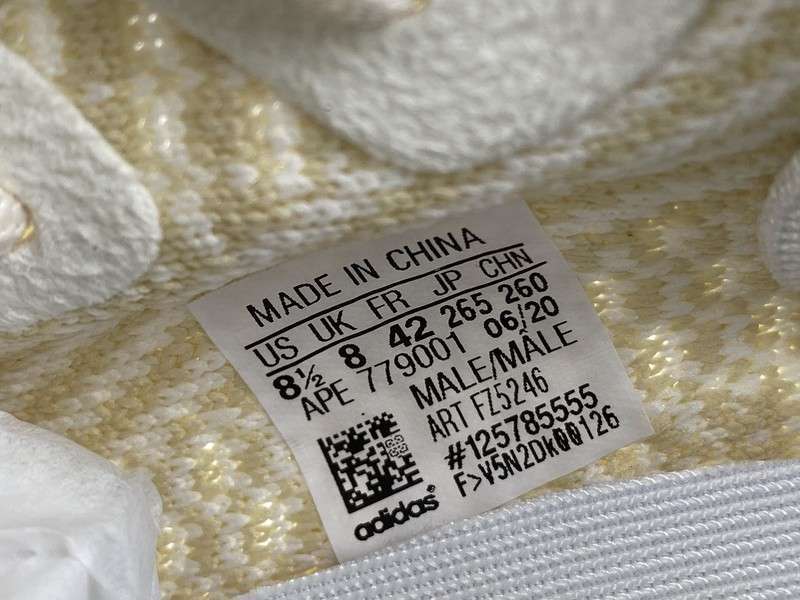 MADE IN CHINA
US UK FR JP CHN
8½ 8 42 265 260
APE 779001 06/20
MALE/MÂLE
ART FZ5246
#125785555
F>V5N2DK00126
adidas